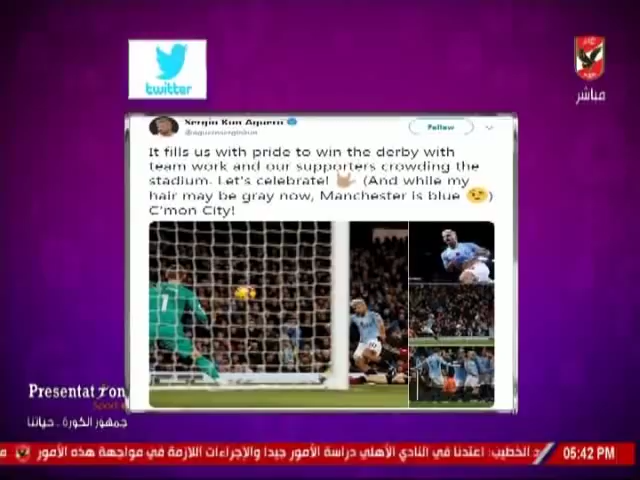 twitter
مباشر
Sergio Kun Aguero
@aguerosergiokun
Follow
It fills us with pride to win the derby with
team work and our supporters crowding the
stadium. Let's celebrate! 🤟🏽 (And while my
hair may be gray now, Manchester is blue 😉)
C'mon City!
1
Presentation
Sport
جمهور الكورة .. حياتنا
د الخطيب: اعتدنا في النادي الأهلي دراسة الأمور جيدا والإجراءات اللازمة في مواجهة هذه الأمور
05:42 PM